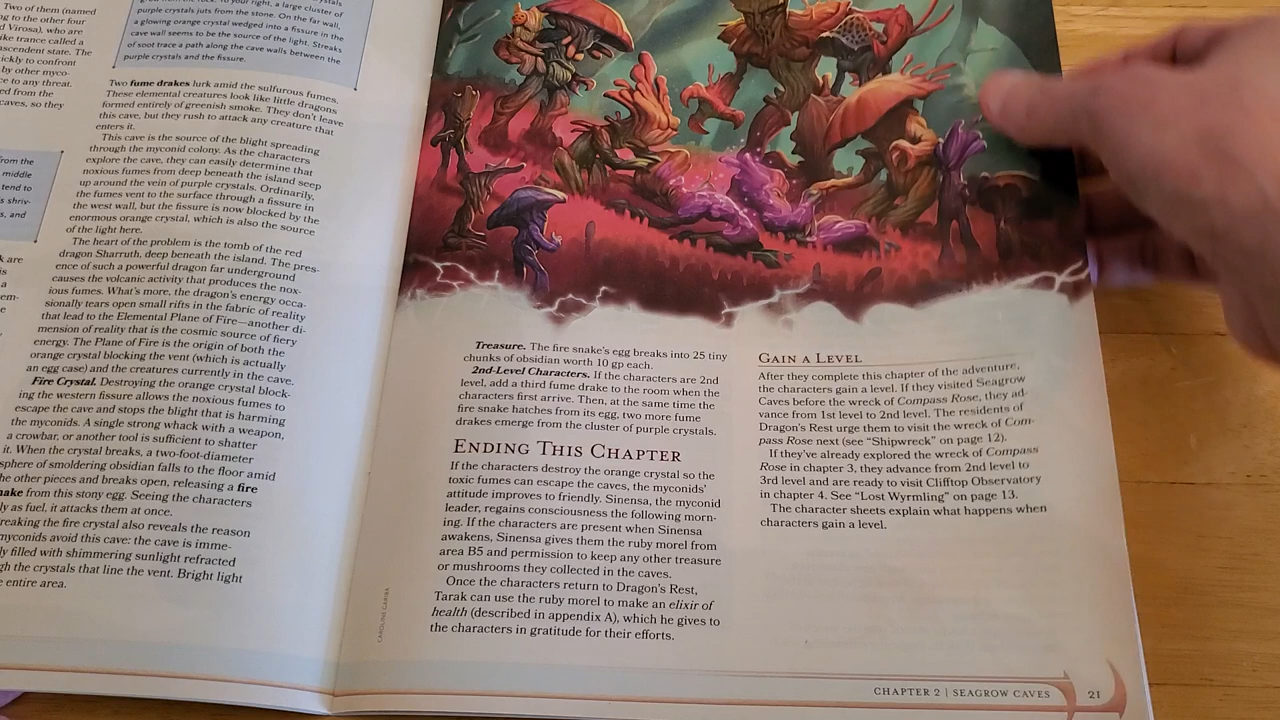 Two of them (named
ng to the other four
Virosa), who are
ike trance called a
nscendent state. The
ickly to confront
by other myco-
ce to any threat.
ed from the
caves, so they
from the
middle
tend to
s shriv-
s, and
k are
is
a
em-
e
purple crystals juts from the stone. On the far wall,
a glowing orange crystal wedged into a fissure in the
cave wall seems to be the source of the light. Streaks
of soot trace a path along the cave walls between the
purple crystals and the fissure.
Two fume drakes lurk amid the sulfurous fumes.
These elemental creatures look like little dragons
formed entirely of greenish smoke. They don't leave
this cave, but they rush to attack any creature that
enters it.
This cave is the source of the blight spreading
through the myconid colony. As the characters
explore the cave, they can easily determine that
noxious fumes from deep beneath the island seep
up around the vein of purple crystals. Ordinarily,
the fumes vent to the surface through a fissure in
the west wall, but the fissure is now blocked by the
enormous orange crystal, which is also the source
of the light here.
The heart of the problem is the tomb of the red
dragon Sharruth, deep beneath the island. The pres-
ence of such a powerful dragon far underground
causes the volcanic activity that produces the nox-
ious fumes. What's more, the dragon's energy occa-
sionally tears open small rifts in the fabric of reality
that lead to the Elemental Plane of Fire—another di-
mension of reality that is the cosmic source of fiery
energy. The Plane of Fire is the origin of both the
orange crystal blocking the vent (which is actually
an egg case) and the creatures currently in the cave.
Fire Crystal. Destroying the orange crystal block-
ing the western fissure allows the noxious fumes to
escape the cave and stops the blight that is harming
the myconids. A single strong whack with a weapon,
a crowbar, or another tool is sufficient to shatter
it. When the crystal breaks, a two-foot-diameter
sphere of smoldering obsidian falls to the floor amid
he other pieces and breaks open, releasing a fire
nake from this stony egg. Seeing the characters
ly as fuel, it attacks them at once.
reaking the fire crystal also reveals the reason
myconids avoid this cave: the cave is imme-
ly filled with shimmering sunlight refracted
gh the crystals that line the vent. Bright light
e entire area.
CAROLINE GARIBA
Treasure. The fire snake's egg breaks into 25 tiny
chunks of obsidian worth 10 gp each.
2nd-Level Characters. If the characters are 2nd
level, add a third fume drake to the room when the
characters first arrive. Then, at the same time the
fire snake hatches from its egg, two more fume
drakes emerge from the cluster of purple crystals.
ENDING THIS CHAPTER
If the characters destroy the orange crystal so the
toxic fumes can escape the caves, the myconids'
attitude improves to friendly. Sinensa, the myconid
leader, regains consciousness the following morn-
ing. If the characters are present when Sinensa
awakens, Sinensa gives them the ruby morel from
area B5 and permission to keep any other treasure
or mushrooms they collected in the caves.
Once the characters return to Dragon's Rest,
Tarak can use the ruby morel to make an elixir of
health (described in appendix A), which he gives to
the characters in gratitude for their efforts.
GAIN A LEVEL
After they complete this chapter of the adventure,
the characters gain a level. If they visited Seagrow
Caves before the wreck of Compass Rose, they ad-
vance from 1st level to 2nd level. The residents of
Dragon's Rest urge them to visit the wreck of Com-
pass Rose next (see "Shipwreck" on page 12).
If they've already explored the wreck of Compass
Rose in chapter 3, they advance from 2nd level to
3rd level and are ready to visit Clifftop Observatory
in chapter 4. See "Lost Wyrmling" on page 13.
The character sheets explain what happens when
characters gain a level.
CHAPTER 2 | SEAGROW CAVES 21